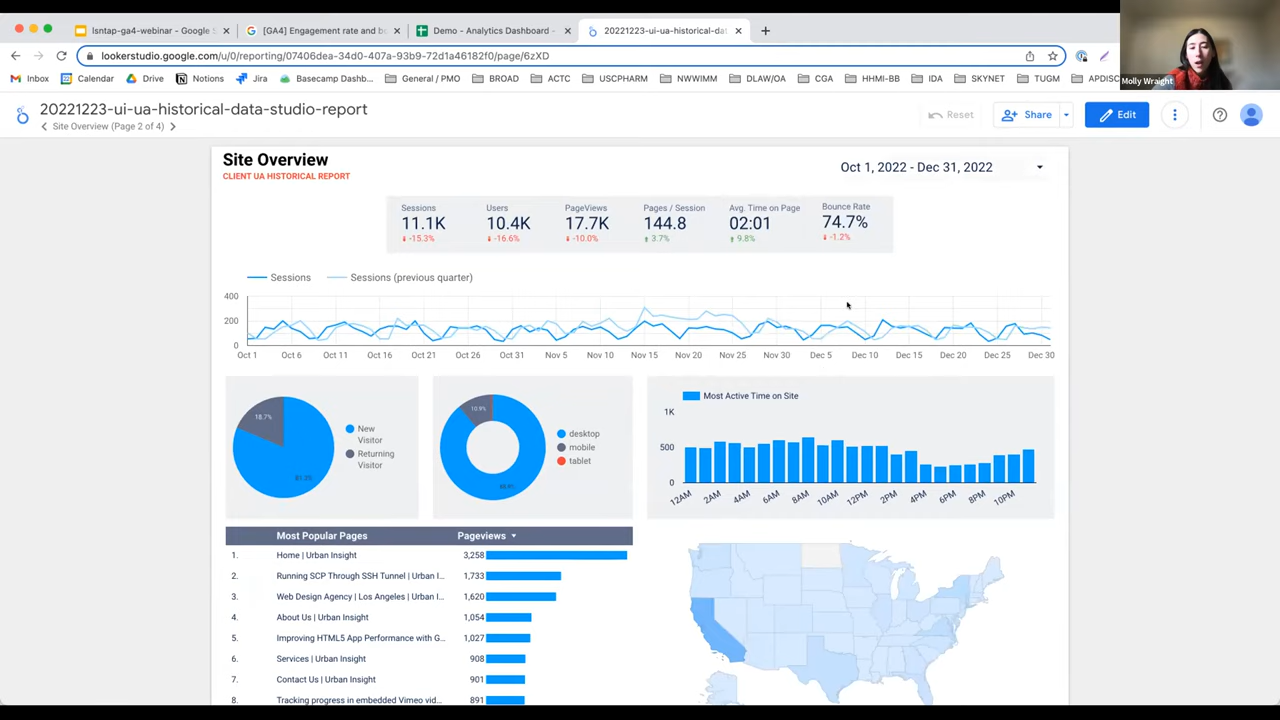 lsntap-ga4-webinar - Google S
[GA4] Engagement rate and bo
Demo - Analytics Dashboard -
20221223-ui-ua-historical-dat
lookerstudio.google.com/u/0/reporting/07406dea-34d0-407a-93b9-72d1a46182f0/page/6zXD
Inbox Calendar Drive Notions Jira Basecamp Dashb... General / PMO BROAD ACTC USCPHARM NWWIMM DLAW/OA CGA HHMI-BB IDA SKYNET TUGM APDISC
Molly Wraight
20221223-ui-ua-historical-data-studio-report
Site Overview (Page 2 of 4)
Reset
Share
Edit
Site Overview
CLIENT UA HISTORICAL REPORT
Oct 1, 2022 - Dec 31, 2022
Sessions Users PageViews Pages / Session Avg. Time on Page Bounce Rate
11.1K 10.4K 17.7K 144.8 02:01 74.7%
-15.3% -16.6% -10.0% 3.7% 9.8% -1.2%
Sessions Sessions (previous quarter)
400
200
0
Oct 1 Oct 6 Oct 11 Oct 16 Oct 21 Oct 26 Oct 31 Nov 5 Nov 10 Nov 15 Nov 20 Nov 25 Nov 30 Dec 5 Dec 10 Dec 15 Dec 20 Dec 25 Dec 30
18.7%
New
Visitor
Returning
Visitor
10.9%
desktop
mobile
tablet
Most Active Time on Site
1K
500
0
12AM 2AM 4AM 6AM 8AM 10AM 12PM 2PM 4PM 6PM 8PM 10PM
Most Popular Pages Pageviews
1. Home | Urban Insight 3,258
2. Running SCP Through SSH Tunnel | Urban I... 1,733
3. Web Design Agency | Los Angeles | Urban I... 1,620
4. About Us | Urban Insight 1,054
5. Improving HTML5 App Performance with G... 1,027
6. Services | Urban Insight 908
7. Contact Us | Urban Insight 901
8. Tracking progress in embedded Vimeo vid... 891